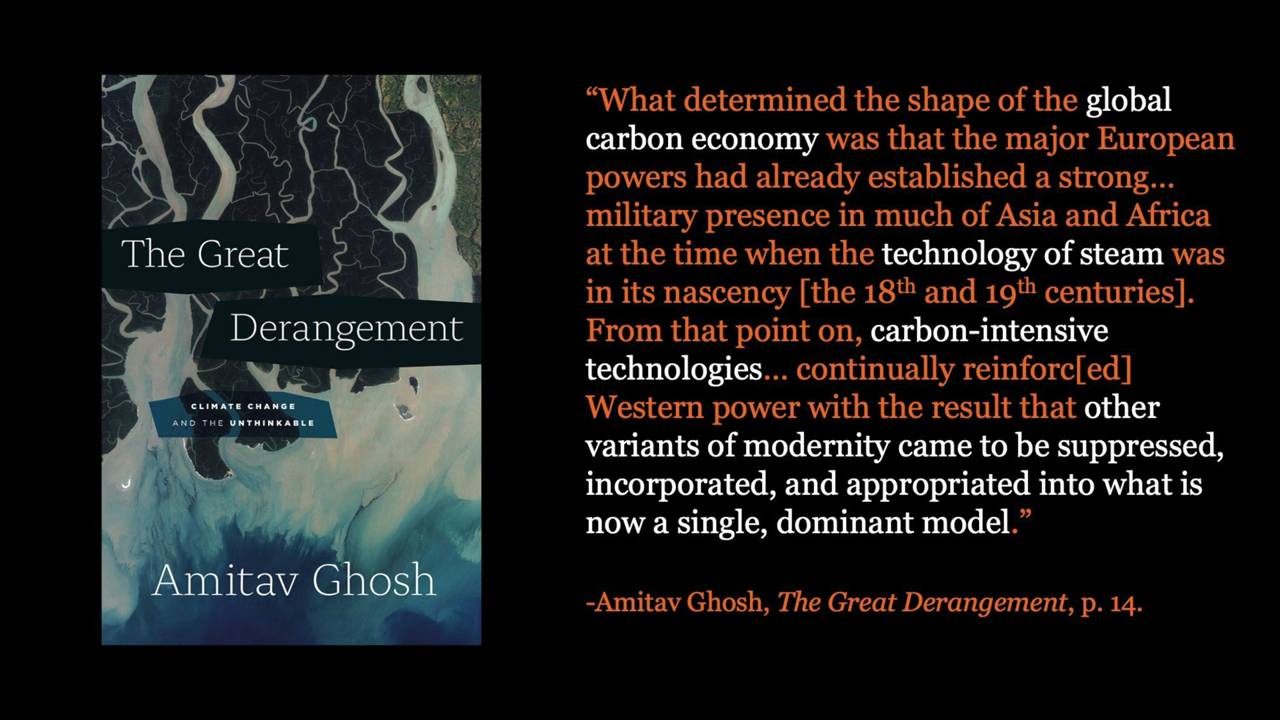 The Great
Derangement
CLIMATE CHANGE
AND THE UNTHINKABLE
Amitav Ghosh
“What determined the shape of the global
carbon economy was that the major European
powers had already established a strong...
military presence in much of Asia and Africa
at the time when the technology of steam was
in its nascency [the 18th and 19th centuries].
From that point on, carbon-intensive
technologies... continually reinforc[ed]
Western power with the result that other
variants of modernity came to be suppressed,
incorporated, and appropriated into what is
now a single, dominant model.”
-Amitav Ghosh, The Great Derangement, p. 14.